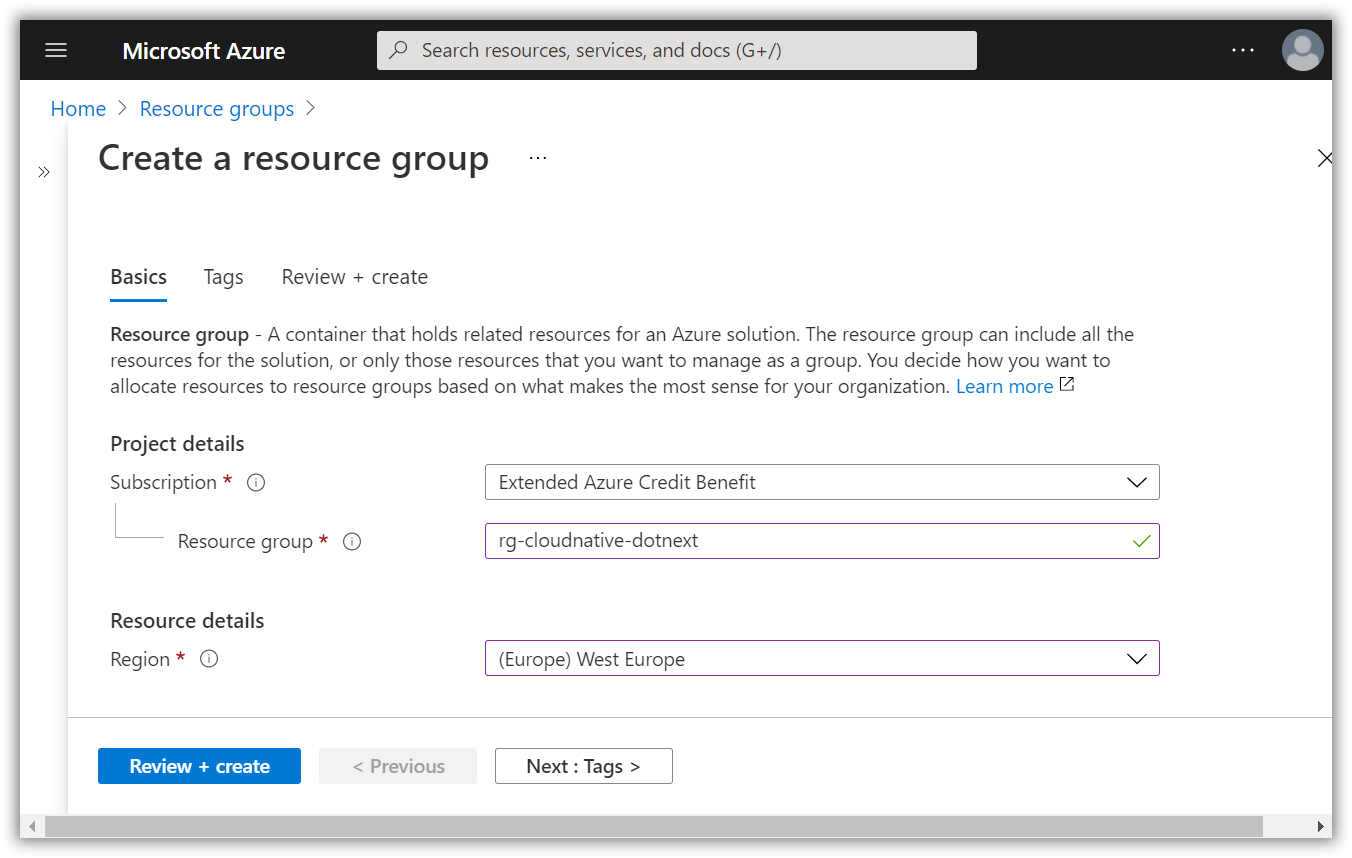 Microsoft Azure
Search resources, services, and docs (G+/)
...
Home > Resource groups >
»
Create a resource group ...
Basics Tags Review + create
Resource group - A container that holds related resources for an Azure solution. The resource group can include all the
resources for the solution, or only those resources that you want to manage as a group. You decide how you want to
allocate resources to resource groups based on what makes the most sense for your organization. Learn more
Project details
Subscription * Extended Azure Credit Benefit
Resource group * rg-cloudnative-dotnext
Resource details
Region * (Europe) West Europe
Review + create < Previous Next : Tags >